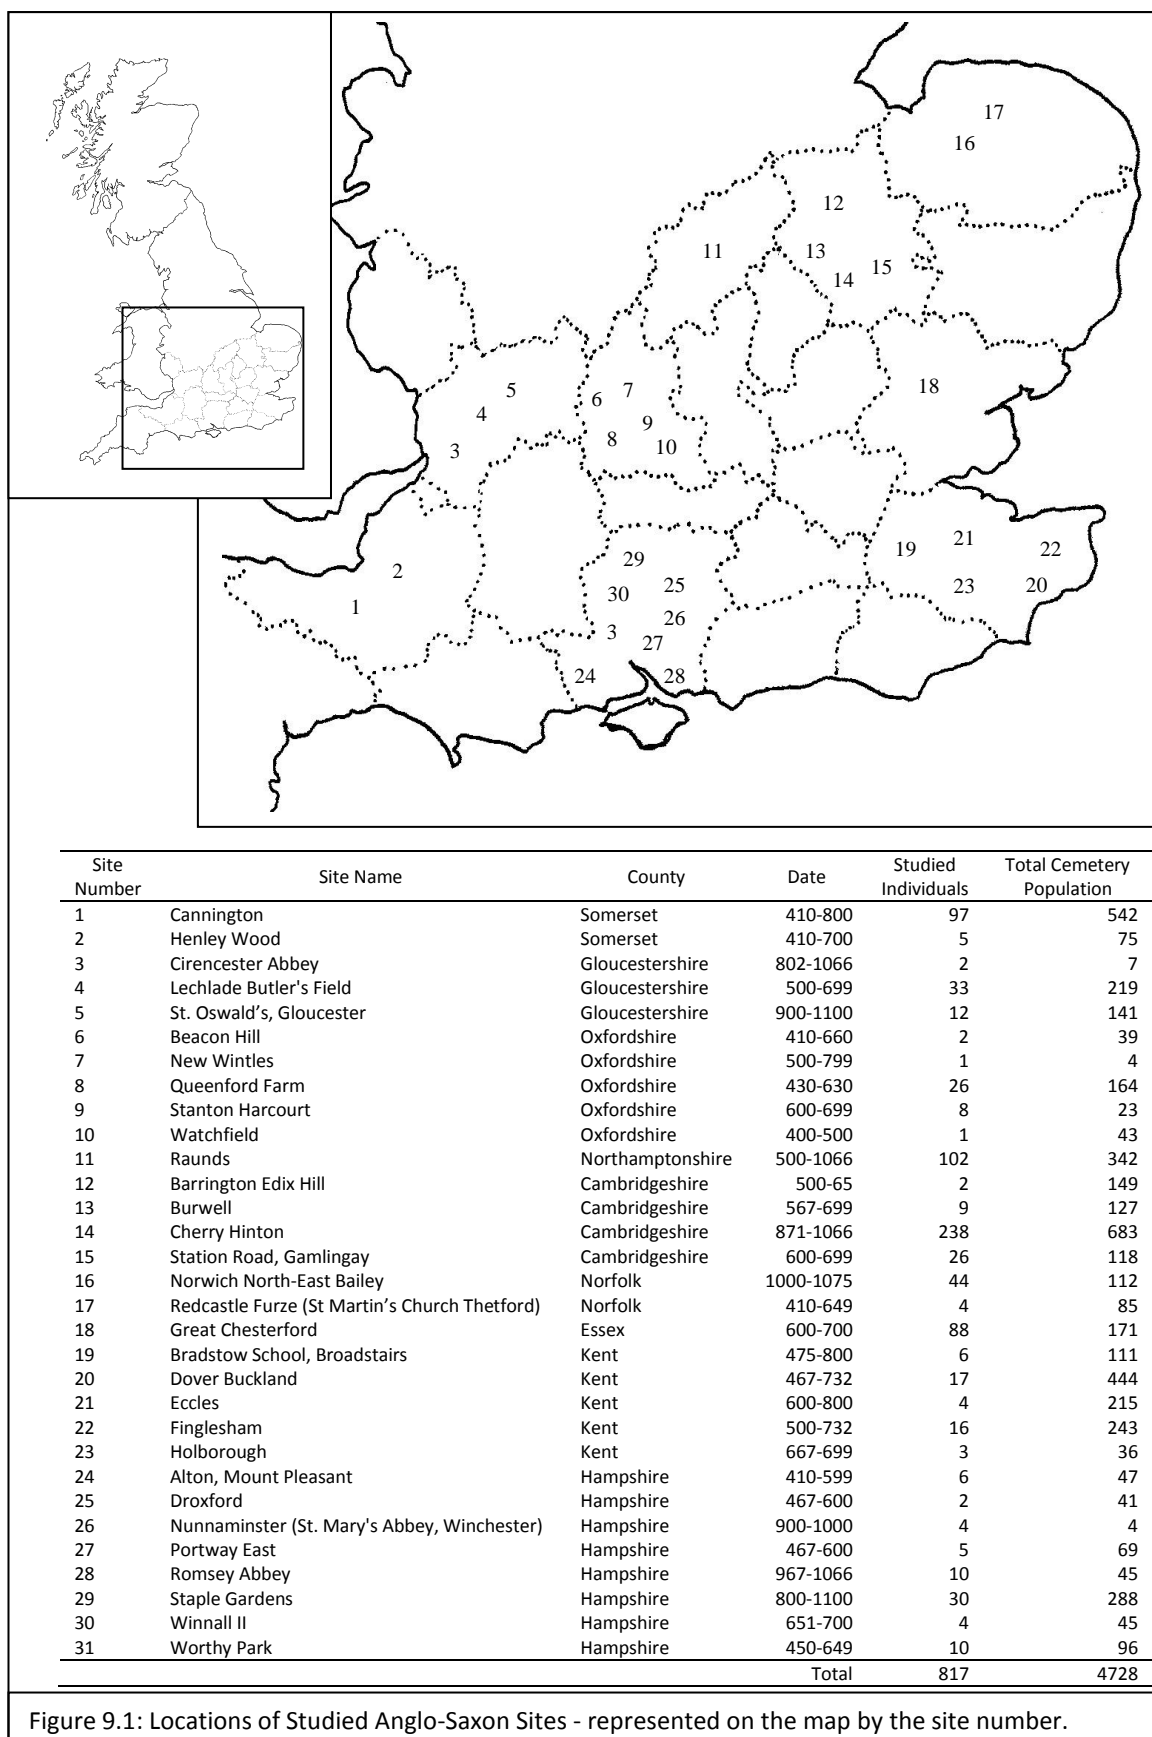 17
16
12
11
13
15
14
5
7
18
6
4
9
8
10
3
21
19
22
29
2
25
23
20
30
1
26
3
27
24
28
Site Number Site Name County Date Studied Individuals Total Cemetery Population
1 Cannington Somerset 410-800 97 542
2 Henley Wood Somerset 410-700 5 75
3 Cirencester Abbey Gloucestershire 802-1066 2 7
4 Lechlade Butler's Field Gloucestershire 500-699 33 219
5 St. Oswald’s, Gloucester Gloucestershire 900-1100 12 141
6 Beacon Hill Oxfordshire 410-660 2 39
7 New Wintles Oxfordshire 500-799 1 4
8 Queenford Farm Oxfordshire 430-630 26 164
9 Stanton Harcourt Oxfordshire 600-699 8 23
10 Watchfield Oxfordshire 400-500 1 43
11 Raunds Northamptonshire 500-1066 102 342
12 Barrington Edix Hill Cambridgeshire 500-65 2 149
13 Burwell Cambridgeshire 567-699 9 127
14 Cherry Hinton Cambridgeshire 871-1066 238 683
15 Station Road, Gamlingay Cambridgeshire 600-699 26 118
16 Norwich North-East Bailey Norfolk 1000-1075 44 112
17 Redcastle Furze (St Martin’s Church Thetford) Norfolk 410-649 4 85
18 Great Chesterford Essex 600-700 88 171
19 Bradstow School, Broadstairs Kent 475-800 6 111
20 Dover Buckland Kent 467-732 17 444
21 Eccles Kent 600-800 4 215
22 Finglesham Kent 500-732 16 243
23 Holborough Kent 667-699 3 36
24 Alton, Mount Pleasant Hampshire 410-599 6 47
25 Droxford Hampshire 467-600 2 41
26 Nunnaminster (St. Mary's Abbey, Winchester) Hampshire 900-1000 4 4
27 Portway East Hampshire 467-600 5 69
28 Romsey Abbey Hampshire 967-1066 10 45
29 Staple Gardens Hampshire 800-1100 30 288
30 Winnall II Hampshire 651-700 4 45
31 Worthy Park Hampshire 450-649 10 96
Total 817 4728
Figure 9.1: Locations of Studied Anglo-Saxon Sites - represented on the map by the site number.